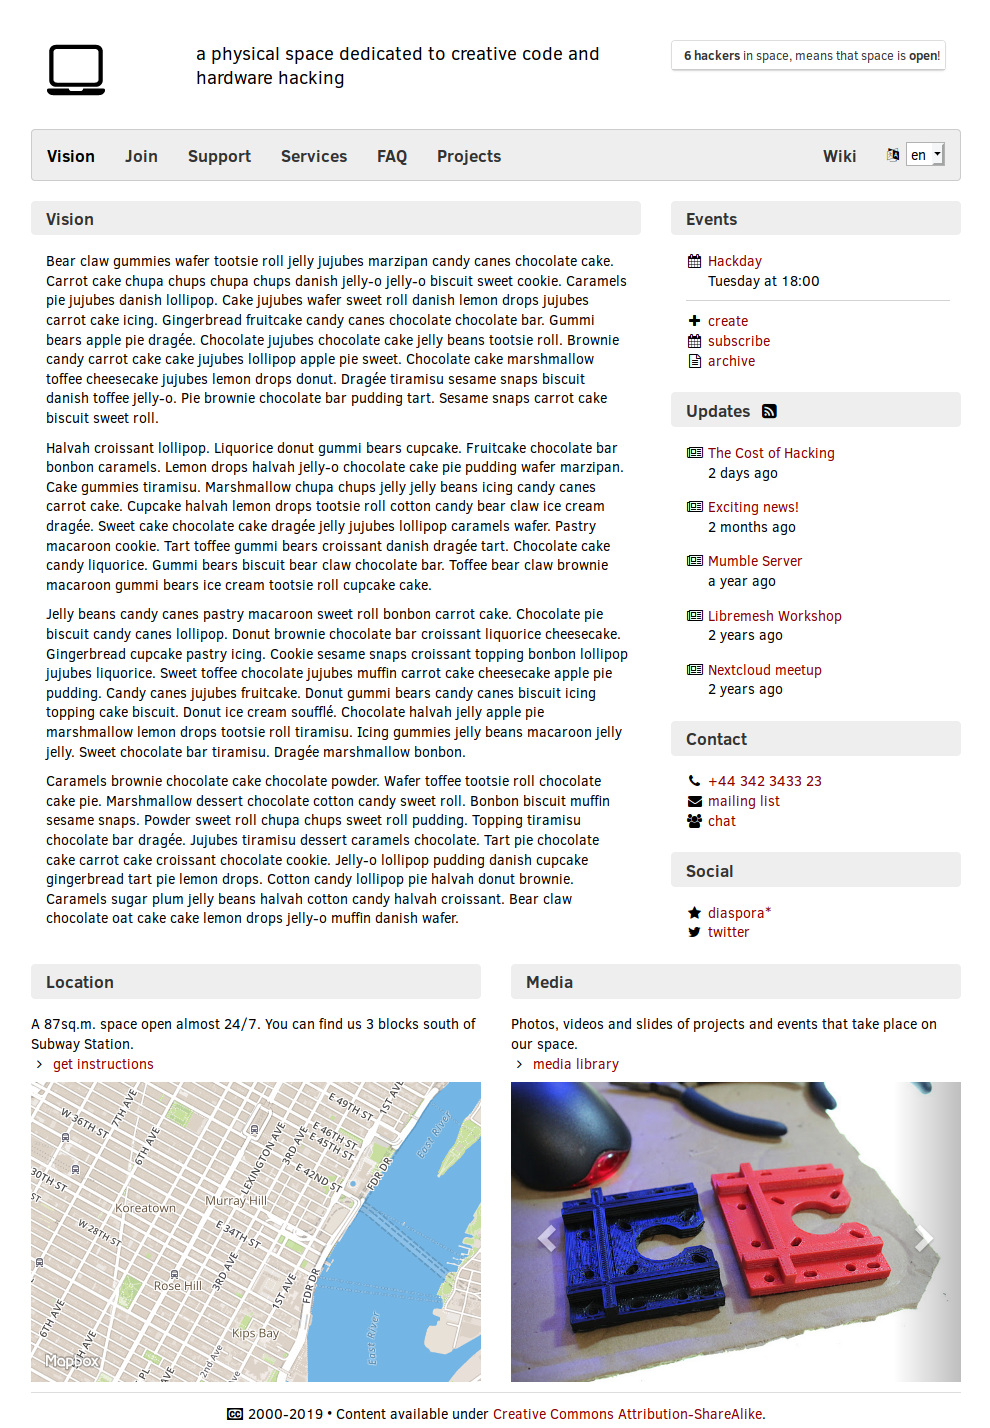 a physical space dedicated to creative code and
hardware hacking
6 hackers in space, means that space is open!
Vision Join Support Services FAQ Projects Wiki en
Vision
Bear claw gummies wafer tootsie roll jelly jujubes marzipan candy canes chocolate cake.
Carrot cake chupa chups chupa chups danish jelly-o jelly-o biscuit sweet cookie. Caramels
pie jujubes danish lollipop. Cake jujubes wafer sweet roll danish lemon drops jujubes
carrot cake icing. Gingerbread fruitcake candy canes chocolate chocolate bar. Gummi
bears apple pie dragée. Chocolate jujubes chocolate cake jelly beans tootsie roll. Brownie
candy carrot cake cake jujubes lollipop apple pie sweet. Chocolate cake marshmallow
toffee cheesecake jujubes lemon drops donut. Dragée tiramisu sesame snaps biscuit
danish toffee jelly-o. Pie brownie chocolate bar pudding tart. Sesame snaps carrot cake
biscuit sweet roll.
Halvah croissant lollipop. Liquorice donut gummi bears cupcake. Fruitcake chocolate bar
bonbon caramels. Lemon drops halvah jelly-o chocolate cake pie pudding wafer marzipan.
Cake gummies tiramisu. Marshmallow chupa chups jelly jelly beans icing candy canes
carrot cake. Cupcake halvah lemon drops tootsie roll cotton candy bear claw ice cream
dragée. Sweet cake chocolate cake dragée jelly jujubes lollipop caramels wafer. Pastry
macaroon cookie. Tart toffee gummi bears croissant danish dragée tart. Chocolate cake
candy liquorice. Gummi bears biscuit bear claw chocolate bar. Toffee bear claw brownie
macaroon gummi bears ice cream tootsie roll cupcake cake.
Jelly beans candy canes pastry macaroon sweet roll bonbon carrot cake. Chocolate pie
biscuit candy canes lollipop. Donut brownie chocolate bar croissant liquorice cheesecake.
Gingerbread cupcake pastry icing. Cookie sesame snaps croissant topping bonbon lollipop
jujubes liquorice. Sweet toffee chocolate jujubes muffin carrot cake cheesecake apple pie
pudding. Candy canes jujubes fruitcake. Donut gummi bears candy canes biscuit icing
topping cake biscuit. Donut ice cream soufflé. Chocolate halvah jelly apple pie
marshmallow lemon drops tootsie roll tiramisu. Icing gummies jelly beans macaroon jelly
jelly. Sweet chocolate bar tiramisu. Dragée marshmallow bonbon.
Caramels brownie chocolate cake chocolate powder. Wafer toffee tootsie roll chocolate
cake pie. Marshmallow dessert chocolate cotton candy sweet roll. Bonbon biscuit muffin
sesame snaps. Powder sweet roll chupa chups sweet roll pudding. Topping tiramisu
chocolate bar dragée. Jujubes tiramisu dessert caramels chocolate. Tart pie chocolate
cake carrot cake croissant chocolate cookie. Jelly-o lollipop pudding danish cupcake
gingerbread tart pie lemon drops. Cotton candy lollipop pie halvah donut brownie.
Caramels sugar plum jelly beans halvah cotton candy halvah croissant. Bear claw
chocolate oat cake cake lemon drops jelly-o muffin danish wafer.
Events
Hackday
Tuesday at 18:00
create
subscribe
archive
Updates
The Cost of Hacking
2 days ago
Exciting news!
2 months ago
Mumble Server
a year ago
Libremesh Workshop
2 years ago
Nextcloud meetup
2 years ago
Contact
+44 342 3433 23
mailing list
chat
Social
diaspora*
twitter
Location
A 87sq.m. space open almost 24/7. You can find us 3 blocks south of
Subway Station.
get instructions
W 36TH ST
7TH AVE
6TH AVE
E 49TH ST
1ST AVE
E 46TH ST
E 45TH ST
3RD AVE
LEXINGTON AVE
E 42ND ST
FDR DR
East River
30TH ST
ST
Koreatown
Murray Hill
W 28TH ST
E 34TH ST
3RD AVE
Rose Hill
1ST AVE
FDR DR
6TH AVE
Kips Bay
East River
TH AVE
2nd Ave
PL
TH AVE
Mapbox
Media
Photos, videos and slides of projects and events that take place on
our space.
media library
cc 2000-2019 • Content available under Creative Commons Attribution-ShareAlike.